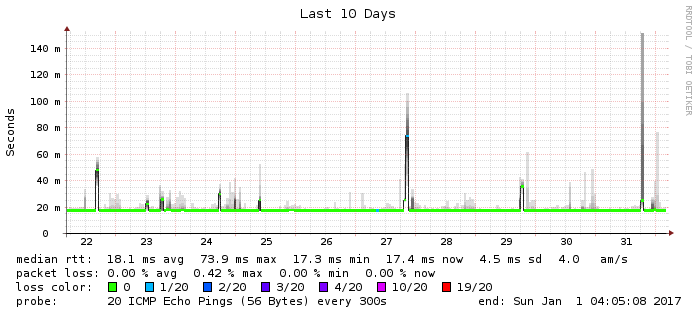 Last 10 Days
RRDTOOL / TOBI OETIKER
Seconds
140 m
120 m
100 m
80 m
60 m
40 m
20 m
0
22 23 24 25 26 27 28 29 30 31
median rtt: 18.1 ms avg 73.9 ms max 17.3 ms min 17.4 ms now 4.5 ms sd 4.0 am/s
packet loss: 0.00 % avg 0.42 % max 0.00 % min 0.00 % now
loss color: 0 1/20 2/20 3/20 4/20 10/20 19/20
probe: 20 ICMP Echo Pings (56 Bytes) every 300s end: Sun Jan 1 04:05:08 2017